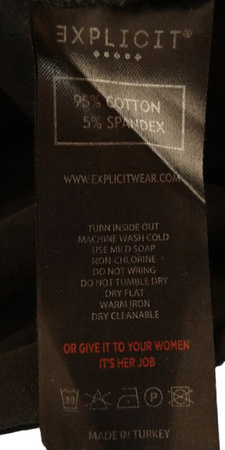 EXPLICIT®
95% COTTON
5% SPANDEX
WWW.EXPLICITWEAR.COM
TURN INSIDE OUT
MACHINE WASH COLD
USE MILD SOAP
NON-CHLORINE
DO NOT WRING
DO NOT TUMBLE DRY
DRY FLAT
WARM IRON
DRY CLEANABLE
OR GIVE IT TO YOUR WOMEN
IT'S HER JOB
30 P
MADE IN TURKEY